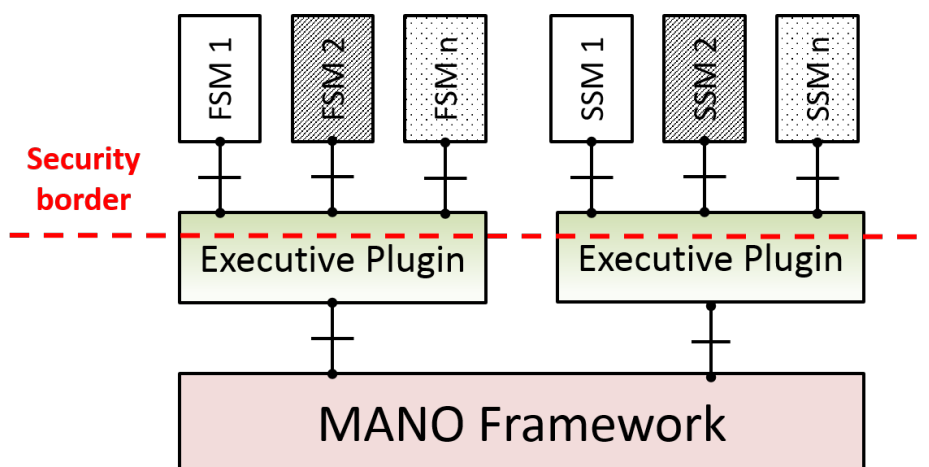 FSM 1
FSM 2
FSM n
SSM 1
SSM 2
SSM n
Security
border
Executive Plugin
Executive Plugin
MANO Framework